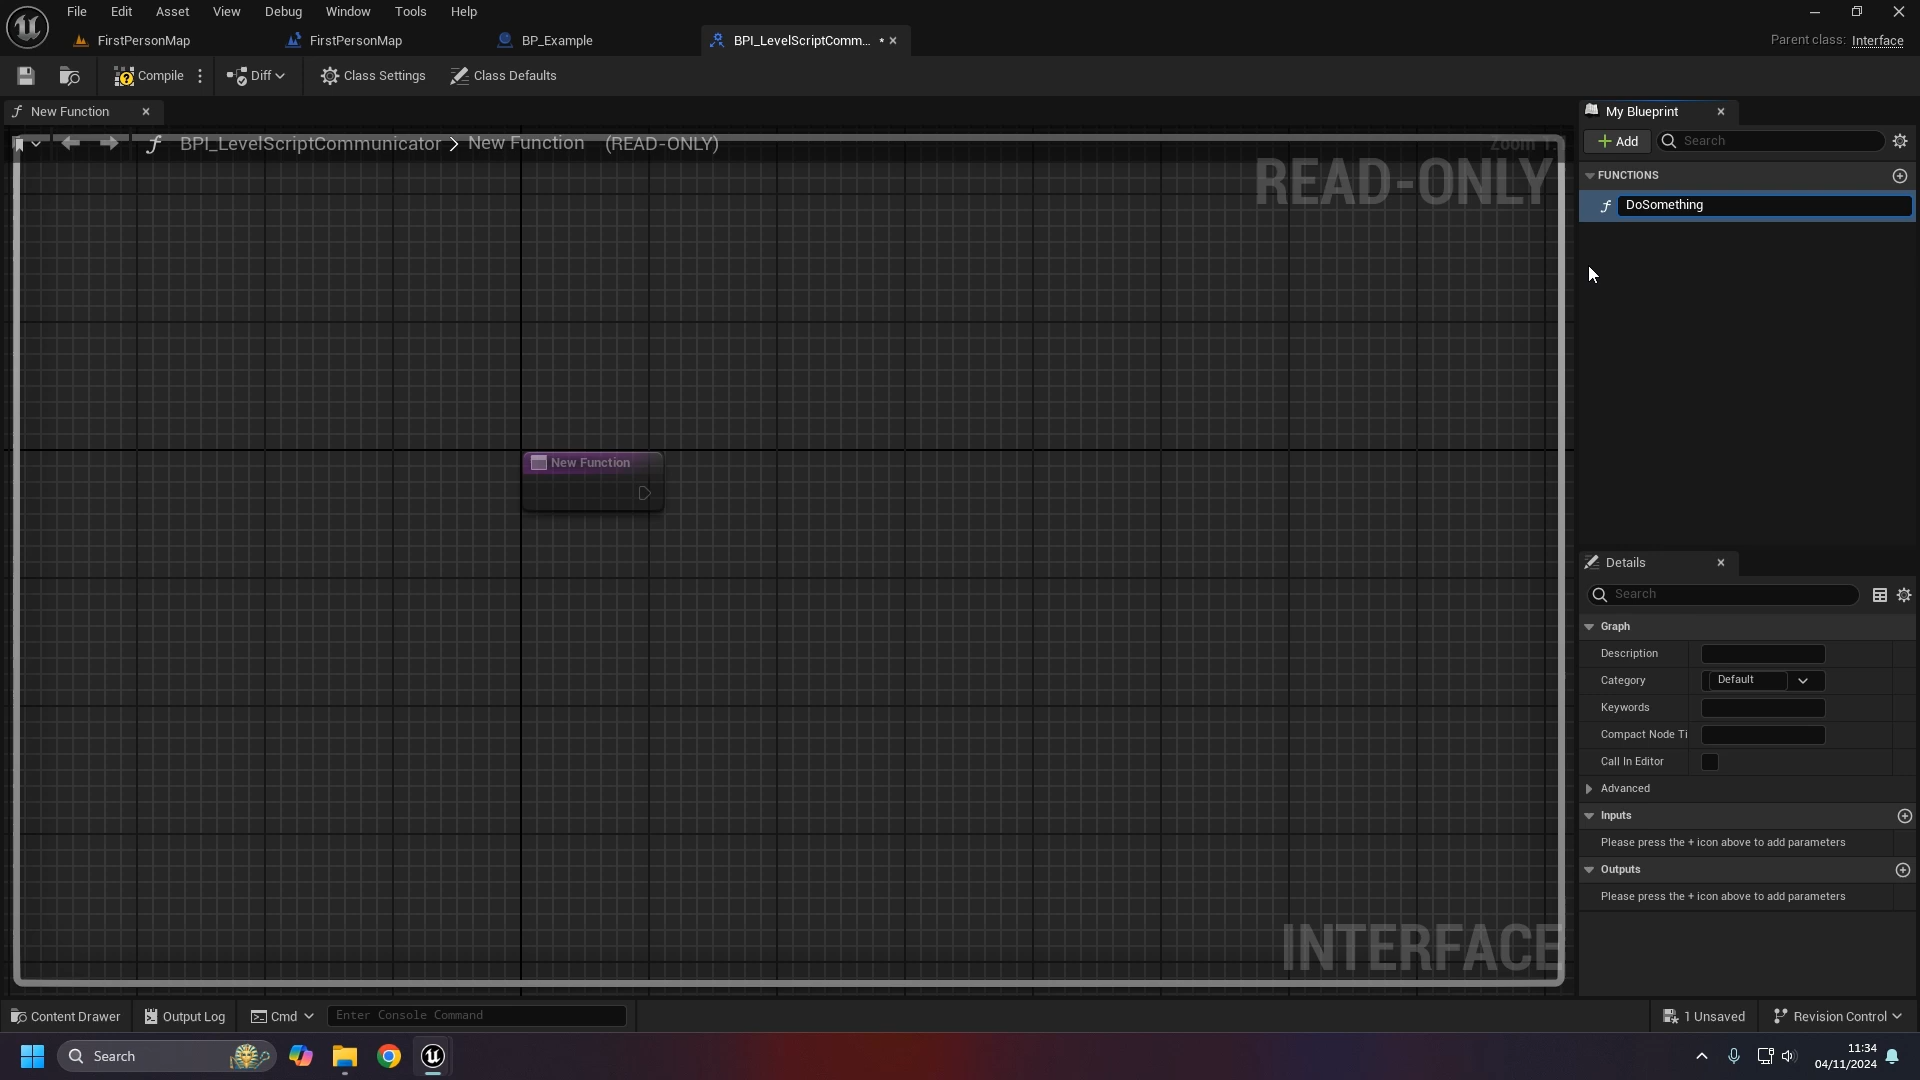 File Edit Asset View Debug Window Tools Help
FirstPersonMap FirstPersonMap BP_Example BPI_LevelScriptComm... * Parent class: Interface
Compile Diff Class Settings Class Defaults
New Function My Blueprint
BPI_LevelScriptCommunicator > New Function (READ-ONLY)
Zoom 1:
READ-ONLY
Add Search
FUNCTIONS
DoSomething
New Function
Details
Search
Graph
Description
Category Default
Keywords
Compact Node Ti
Call In Editor
Advanced
Inputs
Please press the + icon above to add parameters
Outputs
Please press the + icon above to add parameters
INTERFACE
Content Drawer Output Log Cmd Enter Console Command 1 Unsaved Revision Control
Search
11:34
04/11/2024